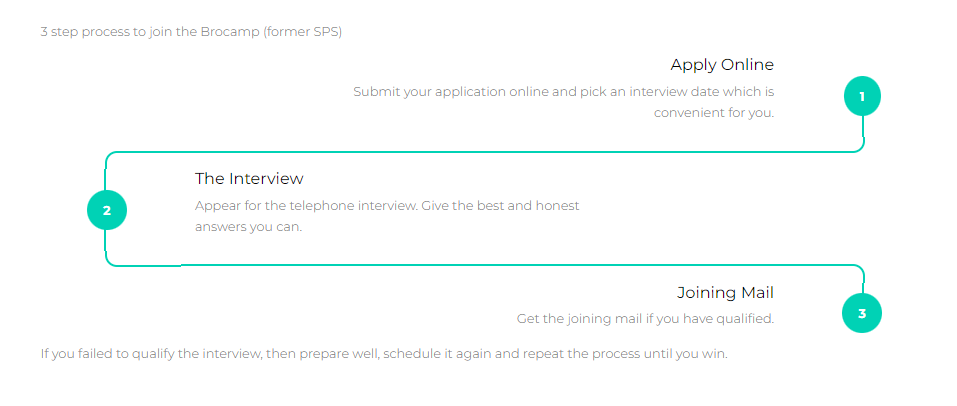 3 step process to join the Brocamp (former SPS)
Apply Online
1
Submit your application online and pick an interview date which is
convenient for you.
The Interview
2
Appear for the telephone interview. Give the best and honest
answers you can.
Joining Mail
3
Get the joining mail if you have qualified.
If you failed to qualify the interview, then prepare well, schedule it again and repeat the process until you win.